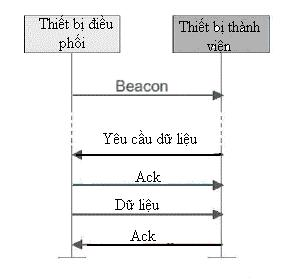 Thiết bị điều
phối
Thiết bị thành
viên
Beacon
Yêu cầu dữ liệu
Ack
Dữ liệu
Ack